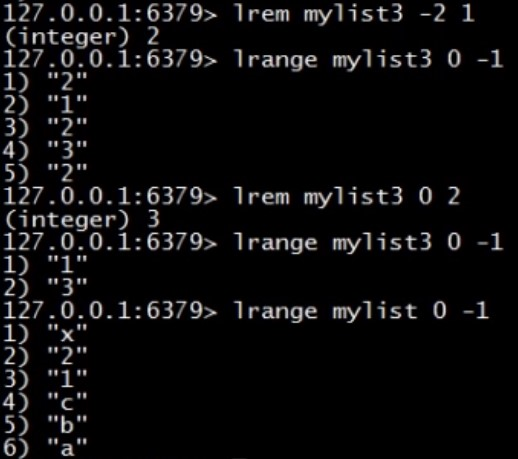 127.0.0.1:6379> lrem mylist3 -2 1
(integer) 2
127.0.0.1:6379> lrange mylist3 0 -1
1) "2"
2) "1"
3) "2"
4) "3"
5) "2"
127.0.0.1:6379> lrem mylist3 0 2
(integer) 3
127.0.0.1:6379> lrange mylist3 0 -1
1) "1"
2) "3"
127.0.0.1:6379> lrange mylist 0 -1
1) "x"
2) "2"
3) "1"
4) "c"
5) "b"
6) "a"